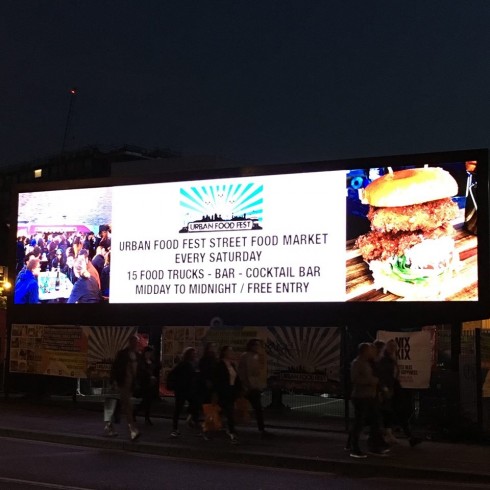 URBAN FOOD FEST
URBAN FOOD FEST STREET FOOD MARKET
EVERY SATURDAY
15 FOOD TRUCKS - BAR - COCKTAIL BAR
MIDDAY TO MIDNIGHT / FREE ENTRY